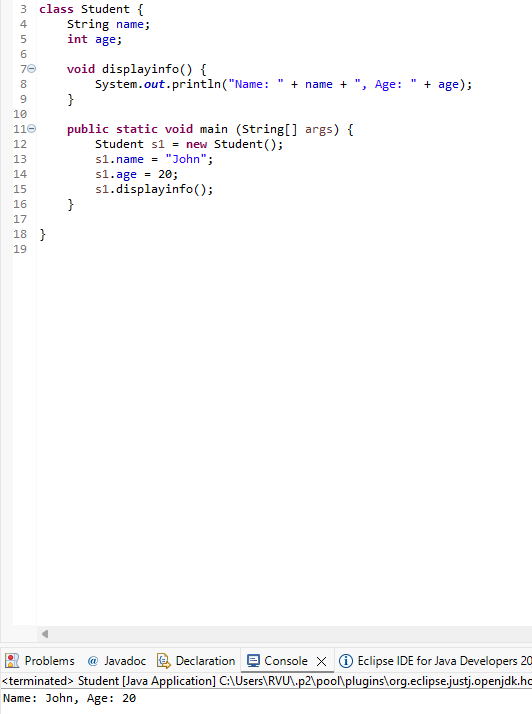 3 class Student {
4     String name;
5     int age;
6
7     void displayinfo() {
8         System.out.println("Name: " + name + ", Age: " + age);
9     }
10
11     public static void main (String[] args) {
12         Student s1 = new Student();
13         s1.name = "John";
14         s1.age = 20;
15         s1.displayinfo();
16     }
17
18 }
19
Problems @ Javadoc Declaration Console Eclipse IDE for Java Developers 20
<terminated> Student [Java Application] C:\Users\RVU\.p2\pool\plugins\org.eclipse.justj.openjdk.ho
Name: John, Age: 20